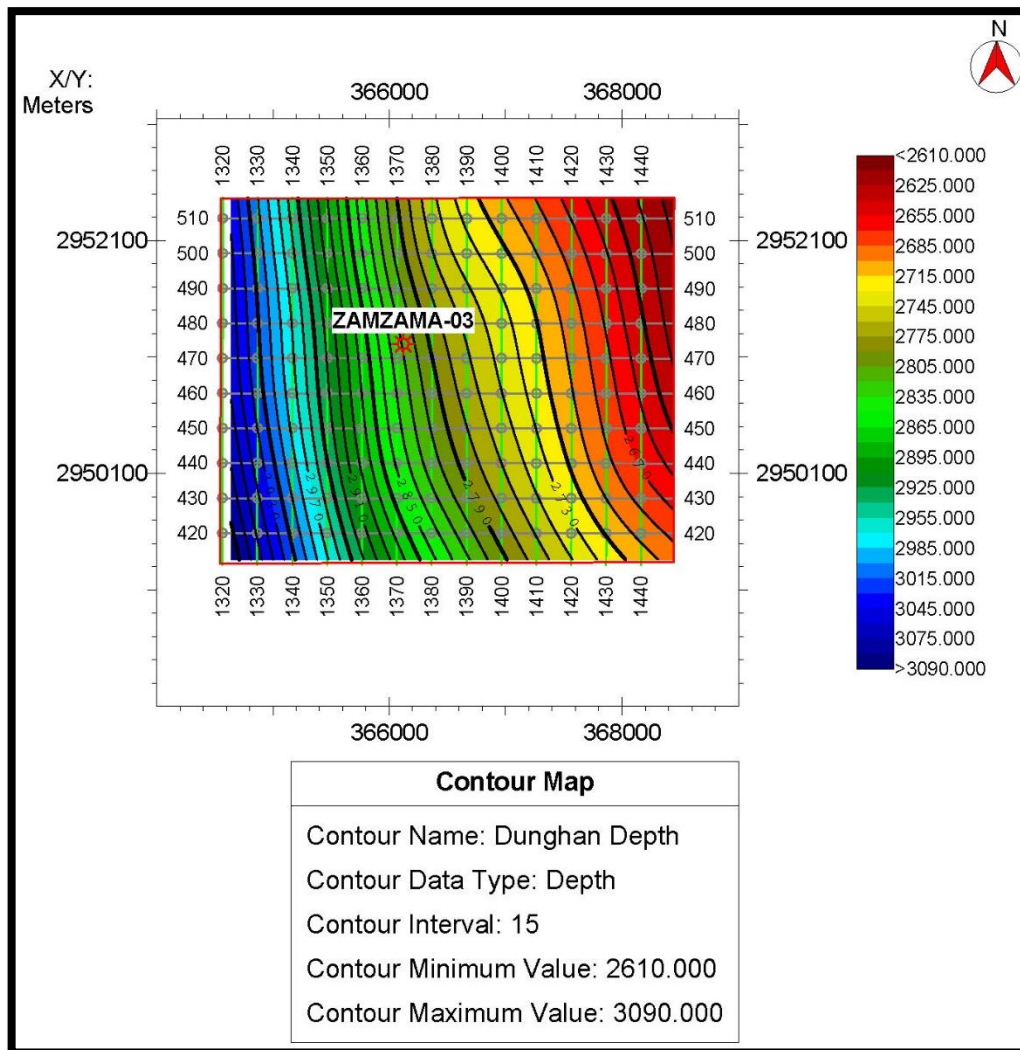 N
X/Y:
Meters
366000 368000
1320 1330 1340 1350 1360 1370 1380 1390 1400 1410 1420 1430 1440
<2610.000
2625.000
2655.000
2685.000
2715.000
2745.000
2775.000
2805.000
2835.000
2865.000
2895.000
2925.000
2955.000
2985.000
3015.000
3045.000
3075.000
>3090.000
510 510
2952100 2952100
500 500
490 490
480 ZAMZAMA-03 480
470 470
460 460
450 450
440 2670 440
2950100 2950100
430 2970 2910 2850 2790 2730 430
420 420
1320 1330 1340 1350 1360 1370 1380 1390 1400 1410 1420 1430 1440
366000 368000
Contour Map
Contour Name: Dunghan Depth
Contour Data Type: Depth
Contour Interval: 15
Contour Minimum Value: 2610.000
Contour Maximum Value: 3090.000